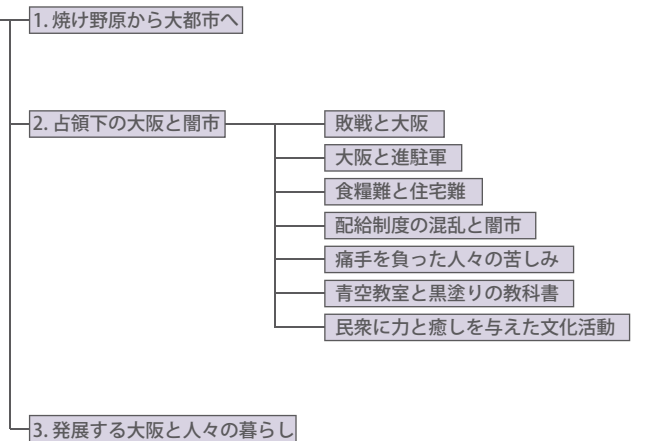 1. 焼け野原から大都市へ
2. 占領下の大阪と闇市
敗戦と大阪
大阪と進駐軍
食糧難と住宅難
配給制度の混乱と闇市
痛手を負った人々の苦しみ
青空教室と黒塗りの教科書
民衆に力と癒しを与えた文化活動
3. 発展する大阪と人々の暮らし